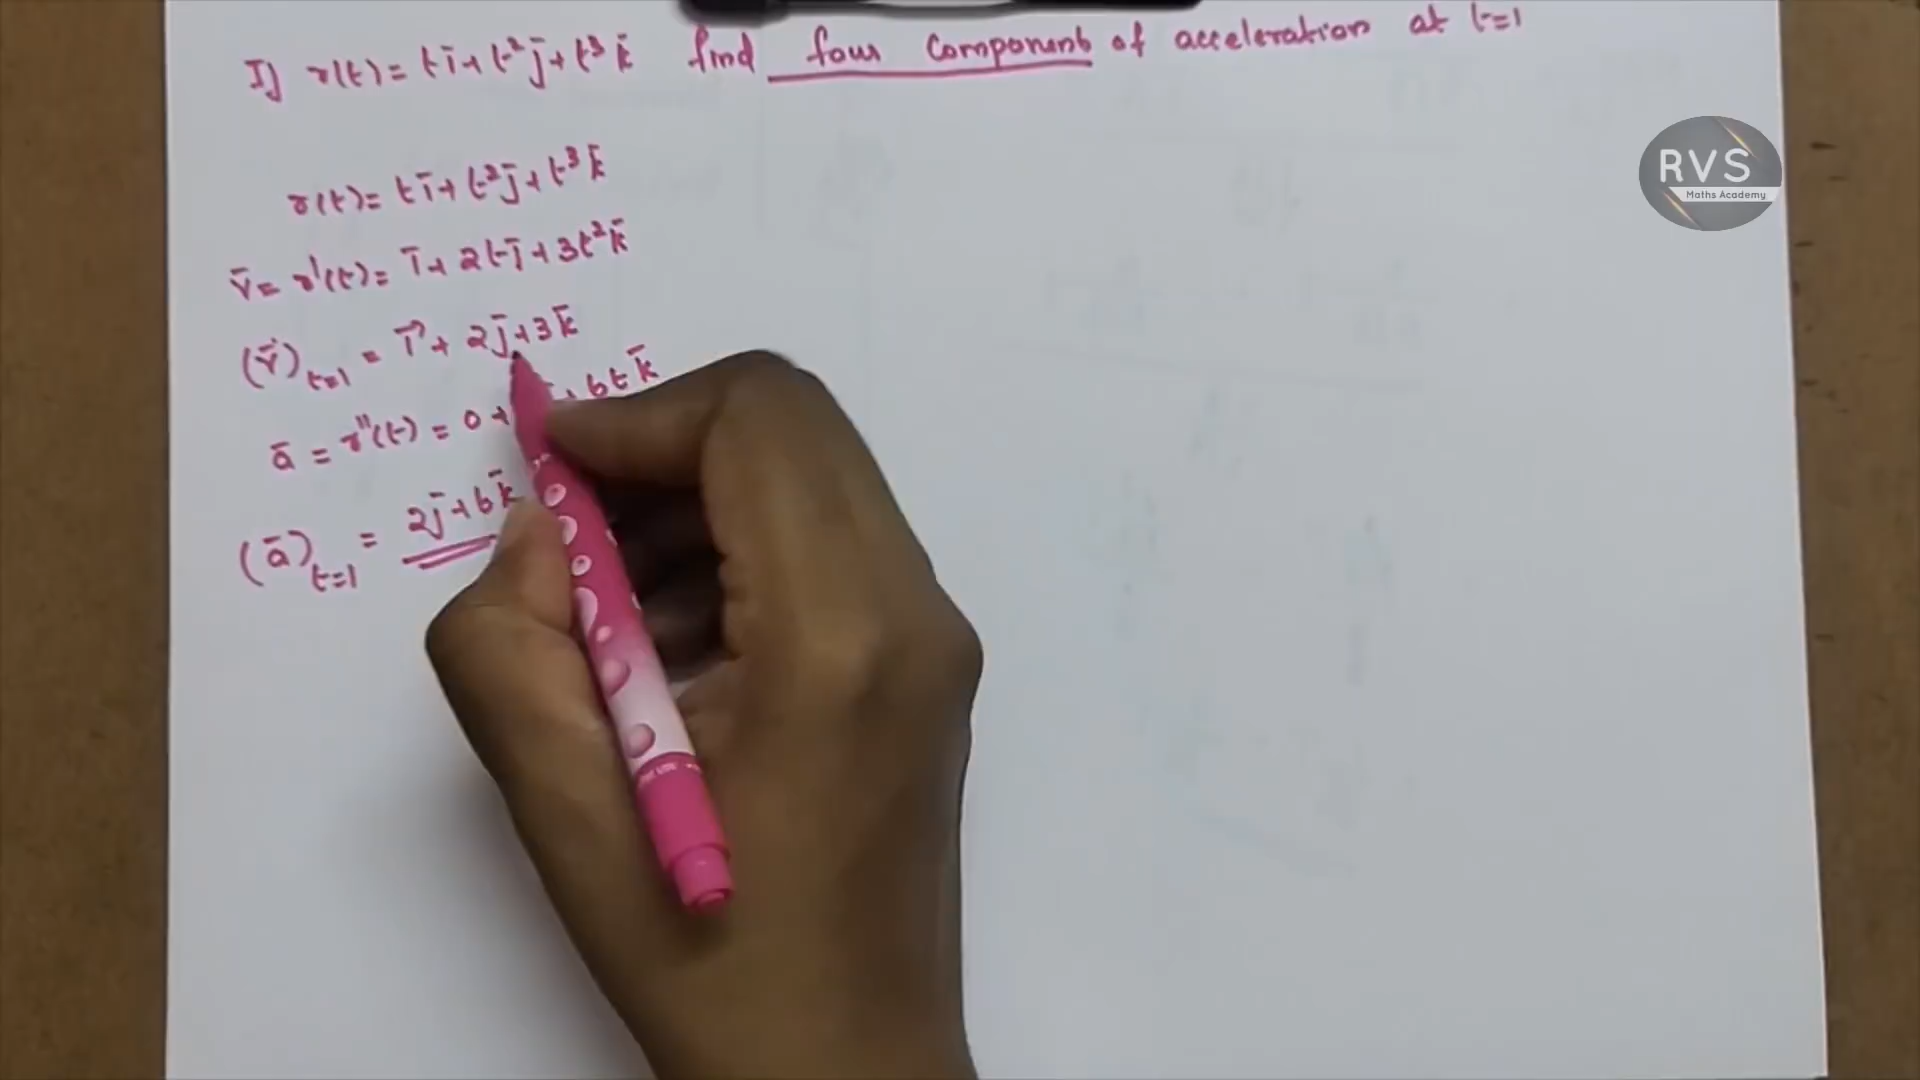 If r(t) = t i̅ + t² j̅ + t³ k̅ find four components of acceleration at t=1
RVS
Maths Academy
r(t) = t i̅ + t² j̅ + t³ k̅
v̅ = r'(t) = i̅ + 2t j̅ + 3t² k̅
(v̅)t=1 = i⃗ + 2j̅ + 3k̅
a̅ = r''(t) = 0 + + 6t k̅
(a̅)t=1 = 2j̅ + 6k̅